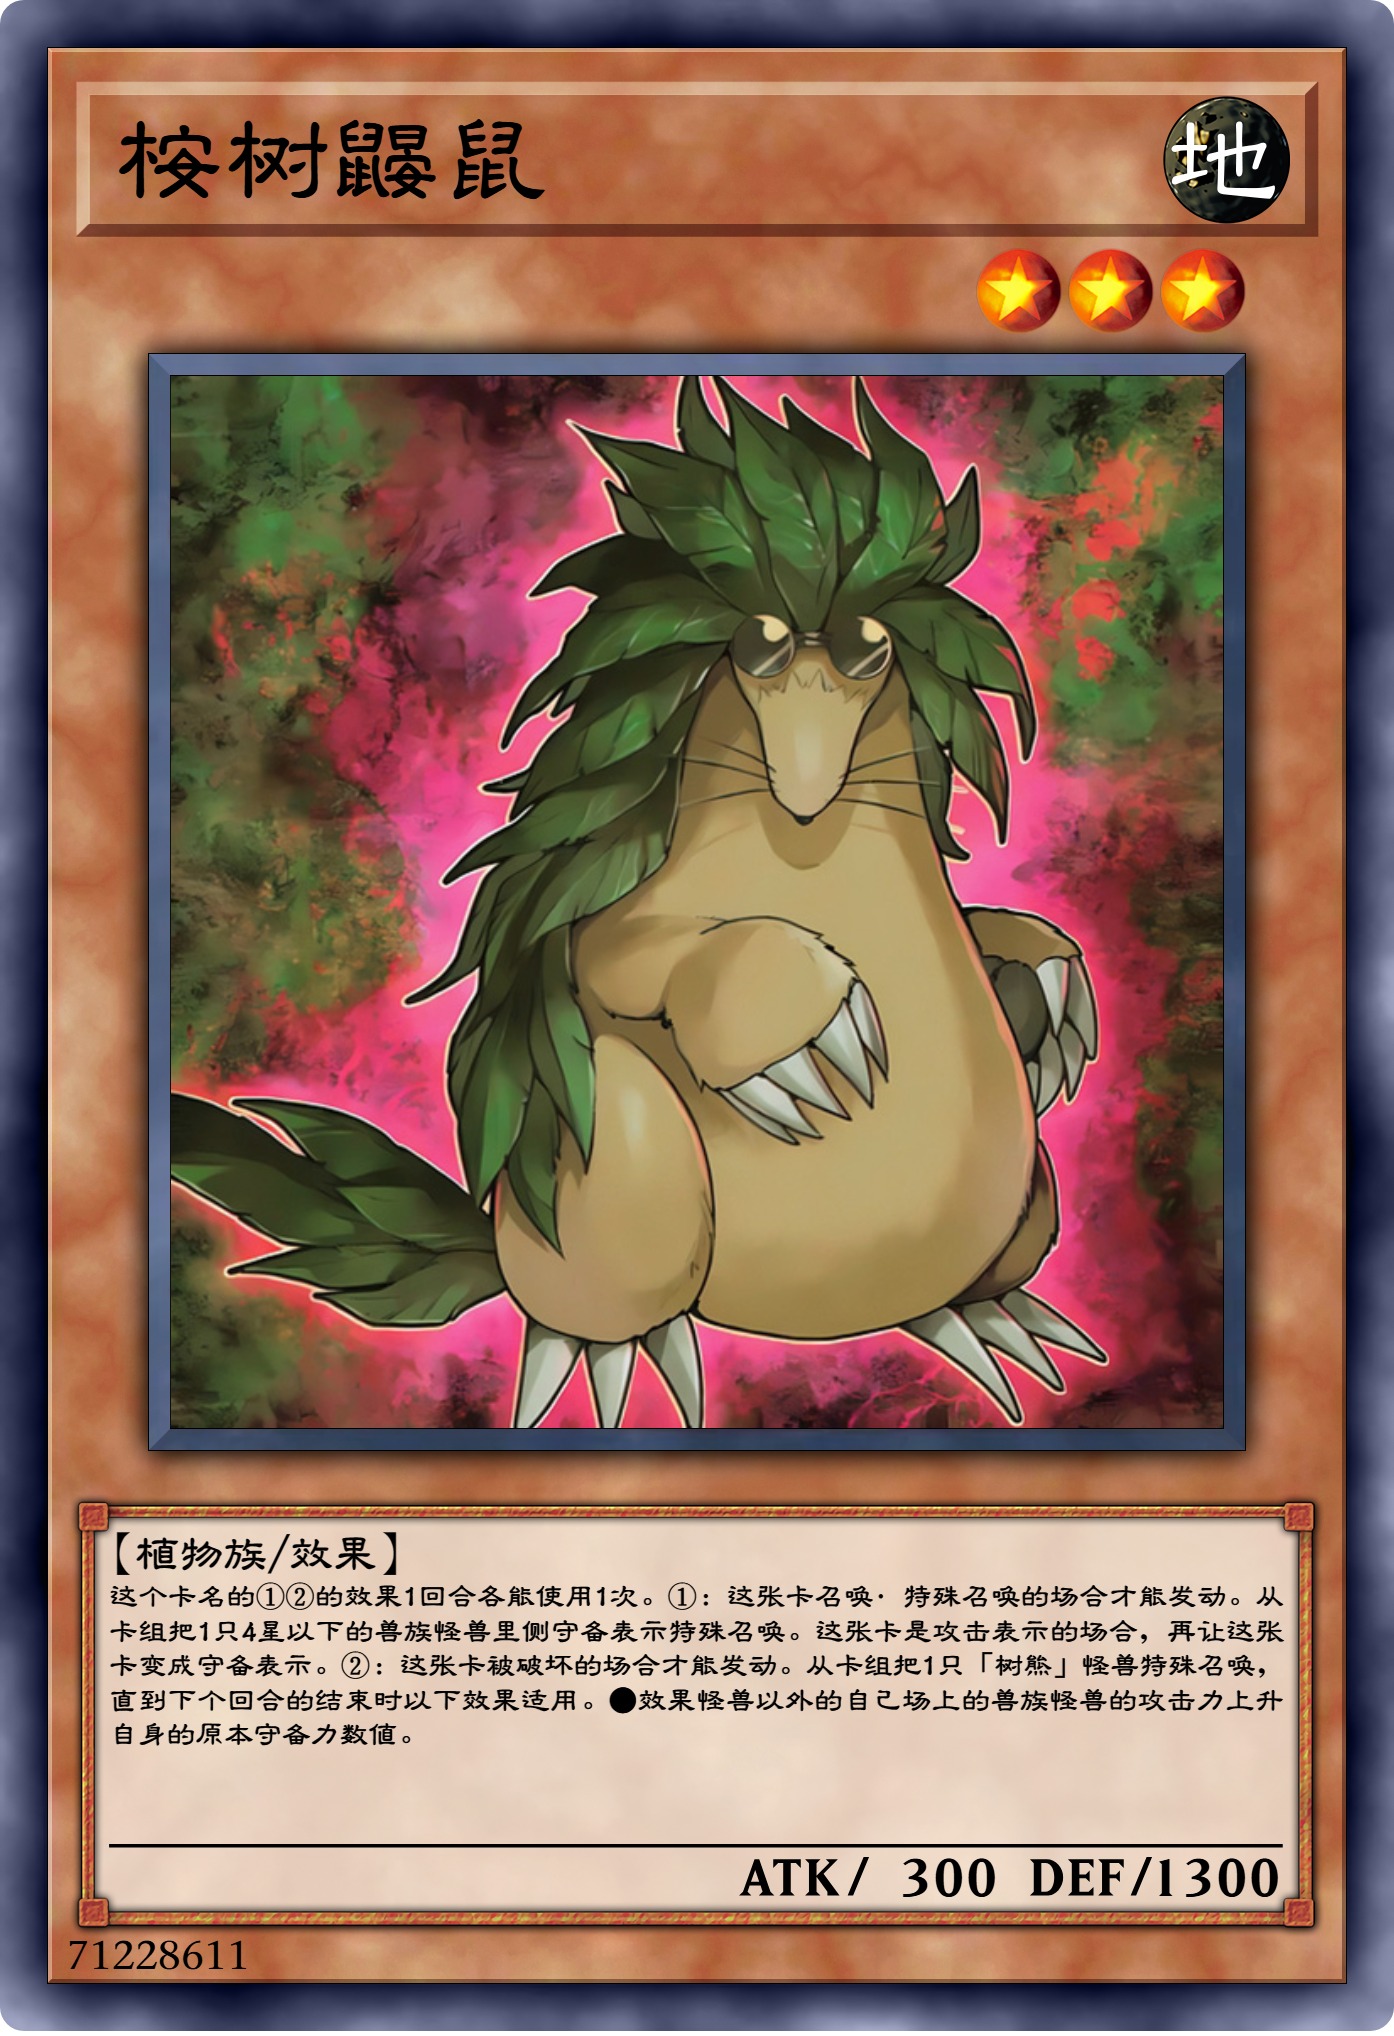 桉树鼹鼠
地
【植物族/效果】
这个卡名的①②的效果1回合各能使用1次。①：这张卡召唤·特殊召唤的场合才能发动。从
卡组把1只4星以下的兽族怪兽里侧守备表示特殊召唤。这张卡是攻击表示的场合，再让这张
卡变成守备表示。②：这张卡被破坏的场合才能发动。从卡组把1只「树熊」怪兽特殊召唤，
直到下个回合的结束时以下效果适用。●效果怪兽以外的自己场上的兽族怪兽的攻击力上升
自身的原本守备力数值。
ATK/ 300 DEF/1300
71228611